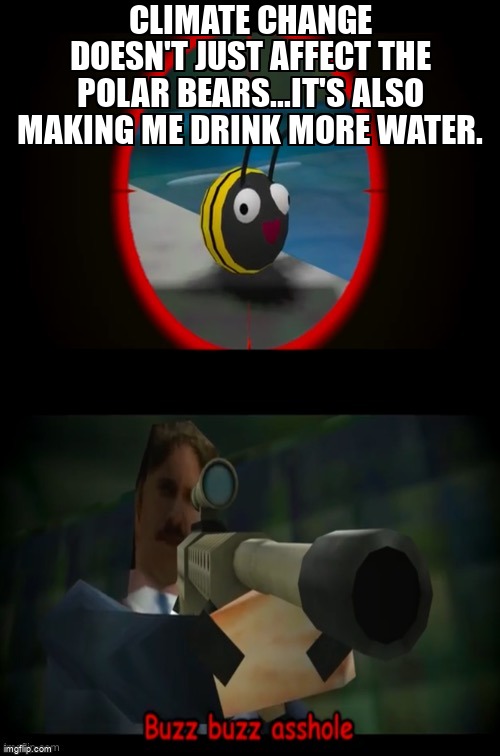 CLIMATE CHANGE
DOESN'T JUST AFFECT THE
POLAR BEARS...IT'S ALSO
MAKING ME DRINK MORE WATER.
Buzz buzz asshole
imgflip.com